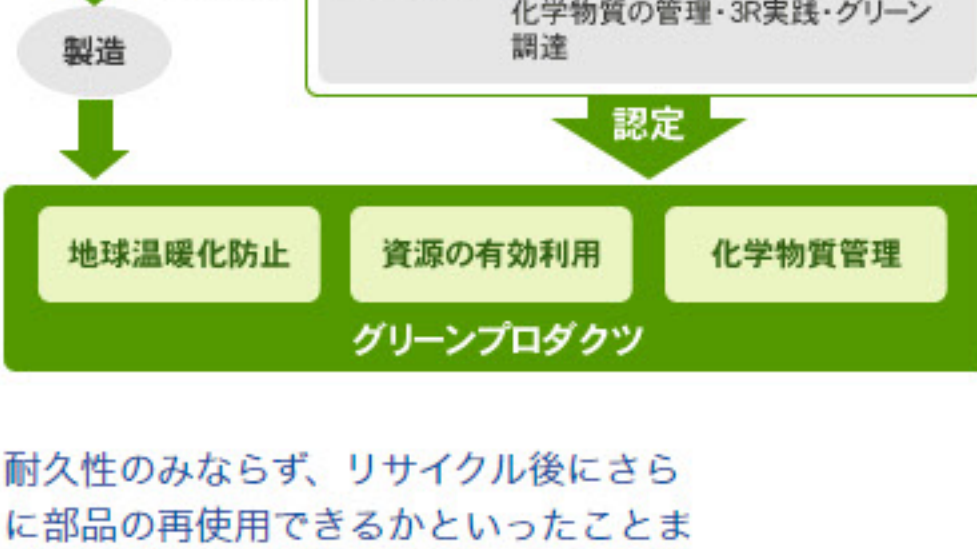 化学物質の管理・3R実践・グリーン
調達
製造
認定
地球温暖化防止
資源の有効利用
化学物質管理
グリーンプロダクツ
耐久性のみならず、リサイクル後にさら
に部品の再使用できるかといったことま